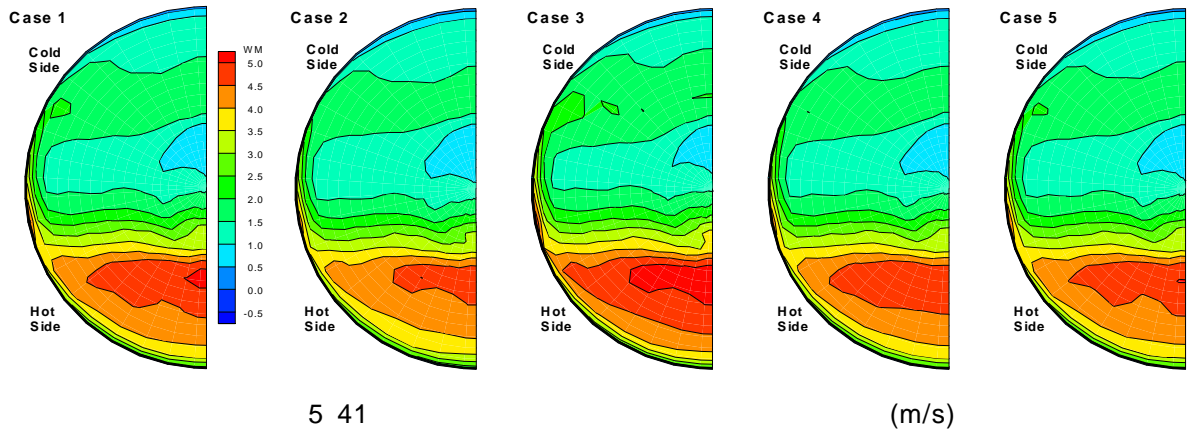 Case 1
Cold
Side
Hot
Side
WM
5.0
4.5
4.0
3.5
3.0
2.5
2.0
1.5
1.0
0.5
0.0
-0.5
Case 2
Cold
Side
Hot
Side
Case 3
Cold
Side
Hot
Side
Case 4
Cold
Side
Hot
Side
Case 5
Cold
Side
Hot
Side
5 41 (m/s)